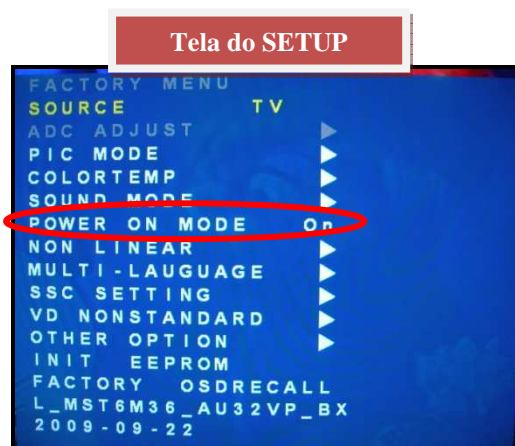 Tela do SETUP
FACTORY MENU
SOURCE TV
ADC ADJUST
PIC MODE
COLORTEMP
SOUND MODE
POWER ON MODE On
NON LINEAR
MULTI-LAUGUAGE
SSC SETTING
VD NONSTANDARD
OTHER OPTION
INIT EEPROM
FACTORY OSDRECALL
L_MST6M36_AU32VP_BX
2009-09-22